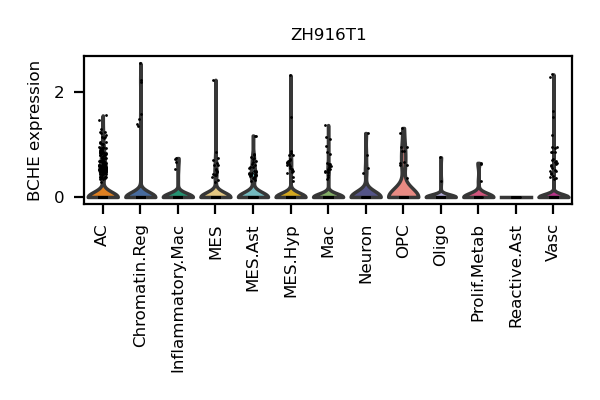 ZH916T1
BCHE expression
2
0
AC
Chromatin.Reg
Inflammatory.Mac
MES
MES.Ast
MES.Hyp
Mac
Neuron
OPC
Oligo
Prolif.Metab
Reactive.Ast
Vasc